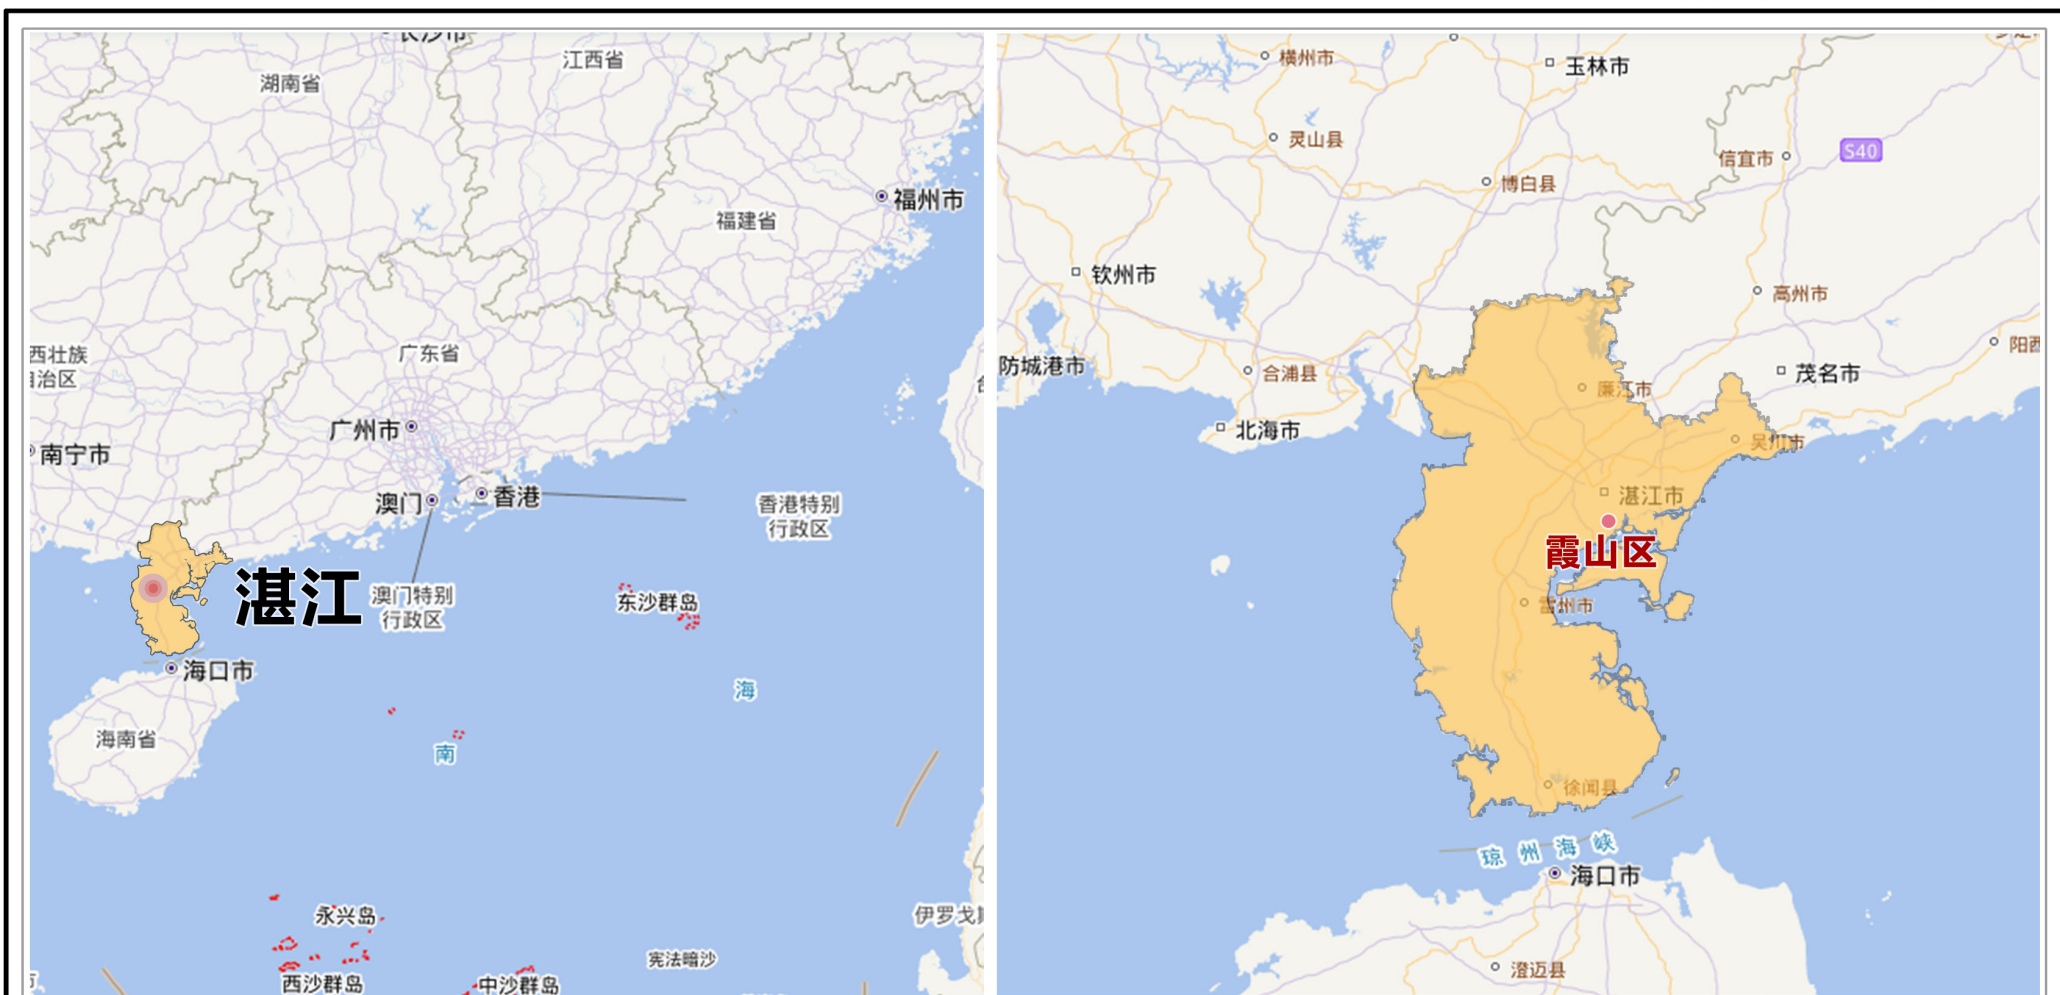 长沙市
湖南省
江西省
福州市
福建省
西壮族
自治区
广东省
广州市
南宁市
澳门
香港
香港特别
行政区
湛江
澳门特别
行政区
东沙群岛
海口市
海
海南省
南
永兴岛
宪法暗沙
西沙群岛
中沙群岛
横州市
玉林市
灵山县
信宜市
S40
博白县
钦州市
高州市
防城港市
合浦县
茂名市
阳西
廉江市
北海市
吴川市
湛江市
霞山区
雷州市
徐闻县
琼州海峡
海口市
澄迈县